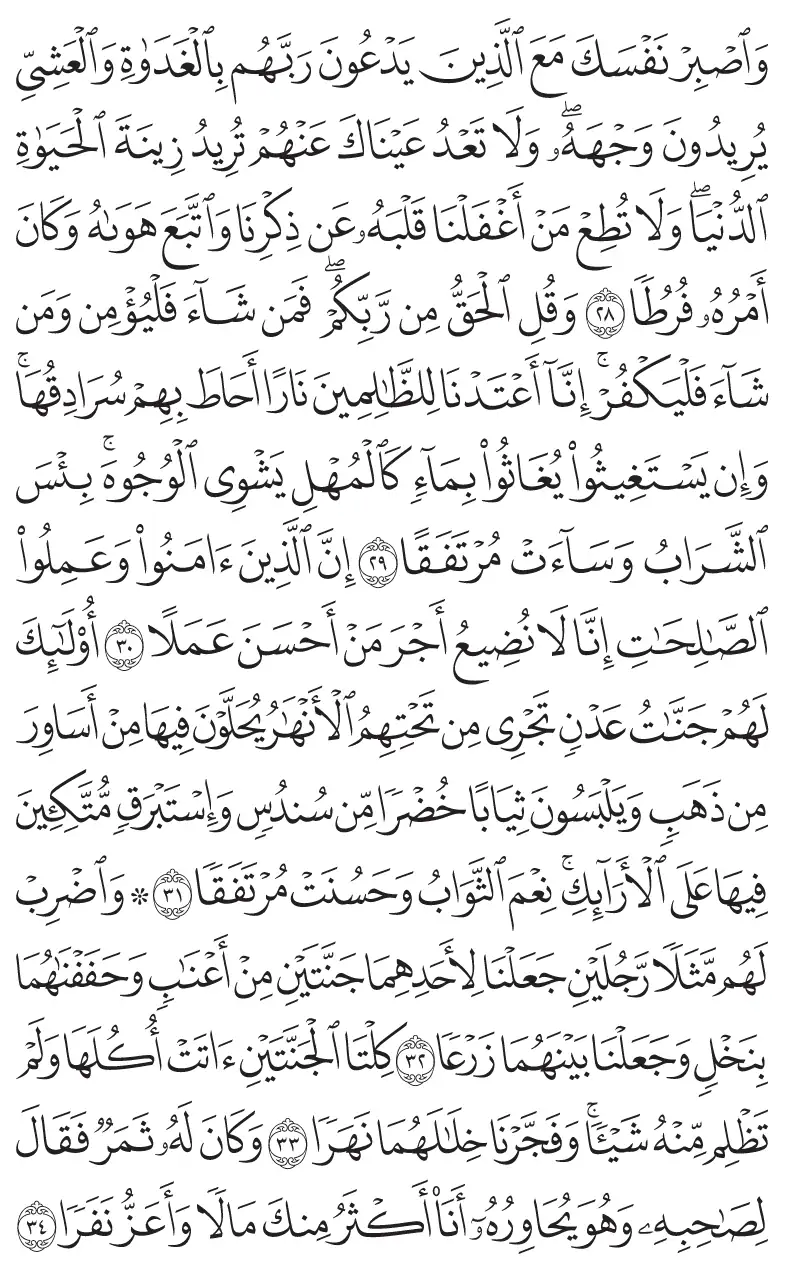 وَٱصۡبِرۡ نَفۡسَكَ مَعَ ٱلَّذِينَ يَدۡعُونَ رَبَّهُم بِٱلۡغَدَوٰةِ وَٱلۡعَشِيِّ
يُرِيدُونَ وَجۡهَهُۥۖ وَلَا تَعۡدُ عَيۡنَاكَ عَنۡهُمۡ تُرِيدُ زِينَةَ ٱلۡحَيَوٰةِ
ٱلدُّنۡيَاۖ وَلَا تُطِعۡ مَنۡ أَغۡفَلۡنَا قَلۡبَهُۥ عَن ذِكۡرِنَا وَٱتَّبَعَ هَوَىٰهُ وَكَانَ
أَمۡرُهُۥ فُرُطٗا ٢٨ وَقُلِ ٱلۡحَقُّ مِن رَّبِّكُمۡۖ فَمَن شَآءَ فَلۡيُؤۡمِن وَمَن
شَآءَ فَلۡيَكۡفُرۡۚ إِنَّآ أَعۡتَدۡنَا لِلظَّٰلِمِينَ نَارًا أَحَاطَ بِهِمۡ سُرَادِقُهَاۚ
وَإِن يَسۡتَغِيثُواْ يُغَاثُواْ بِمَآءٖ كَٱلۡمُهۡلِ يَشۡوِي ٱلۡوُجُوهَۚ بِئۡسَ
ٱلشَّرَابُ وَسَآءَتۡ مُرۡتَفَقًا ٢٩ إِنَّ ٱلَّذِينَ ءَامَنُواْ وَعَمِلُواْ
ٱلصَّٰلِحَٰتِ إِنَّا لَا نُضِيعُ أَجۡرَ مَنۡ أَحۡسَنَ عَمَلًا ٣٠ أُوْلَٰٓئِكَ
لَهُمۡ جَنَّٰتُ عَدۡنٖ تَجۡرِي مِن تَحۡتِهِمُ ٱلۡأَنۡهَٰرُ يُحَلَّوۡنَ فِيهَا مِنۡ أَسَاوِرَ
مِن ذَهَبٖ وَيَلۡبَسُونَ ثِيَابًا خُضۡرٗا مِّن سُندُسٖ وَإِسۡتَبۡرَقٖ مُّتَّكِـِٔينَ
فِيهَا عَلَى ٱلۡأَرَآئِكِۚ نِعۡمَ ٱلثَّوَابُ وَحَسُنَتۡ مُرۡتَفَقٗا ٣١ * وَٱضۡرِبۡ
لَهُم مَّثَلٗا رَّجُلَيۡنِ جَعَلۡنَا لِأَحَدِهِمَا جَنَّتَيۡنِ مِنۡ أَعۡنَٰبٖ وَحَفَفۡنَٰهُمَا
بِنَخۡلٖ وَجَعَلۡنَا بَيۡنَهُمَا زَرۡعٗا ٣٢ كِلۡتَا ٱلۡجَنَّتَيۡنِ ءَاتَتۡ أُكُلَهَا وَلَمۡ
تَظۡلِم مِّنۡهُ شَيۡـٔٗاۚ وَفَجَّرۡنَا خِلَٰلَهُمَا نَهَرٗا ٣٣ وَكَانَ لَهُۥ ثَمَرٞ فَقَالَ
لِصَٰحِبِهِۦ وَهُوَ يُحَاوِرُهُۥٓ أَنَا۠ أَكۡثَرُ مِنكَ مَالٗا وَأَعَزُّ نَفَرٗا ٣٤